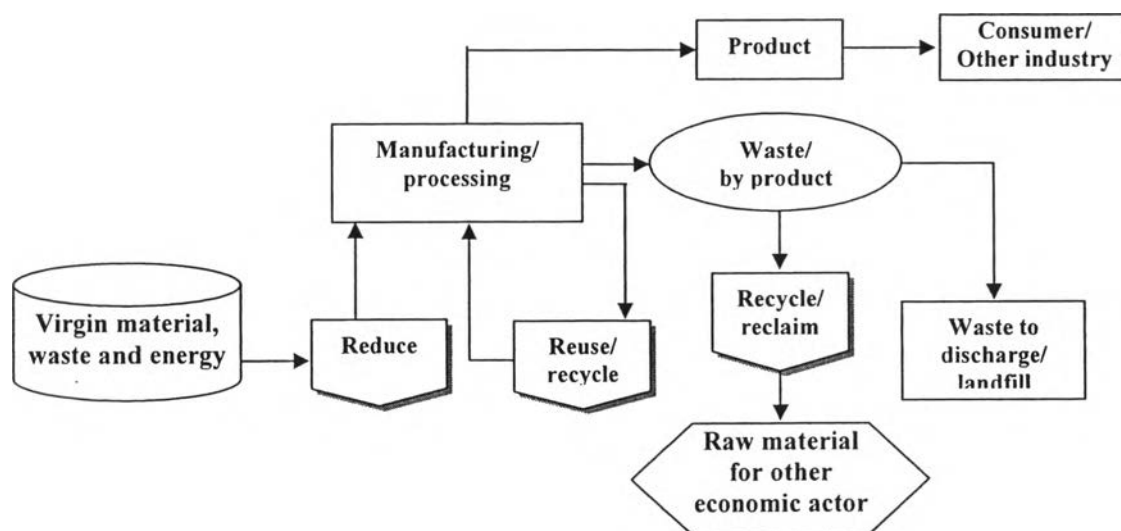 Product
Consumer/
Other industry
Manufacturing/
processing
Waste/
by product
Virgin material,
waste and energy
Reduce
Reuse/
recycle
Recycle/
reclaim
Waste to
discharge/
landfill
Raw material
for other
economic actor